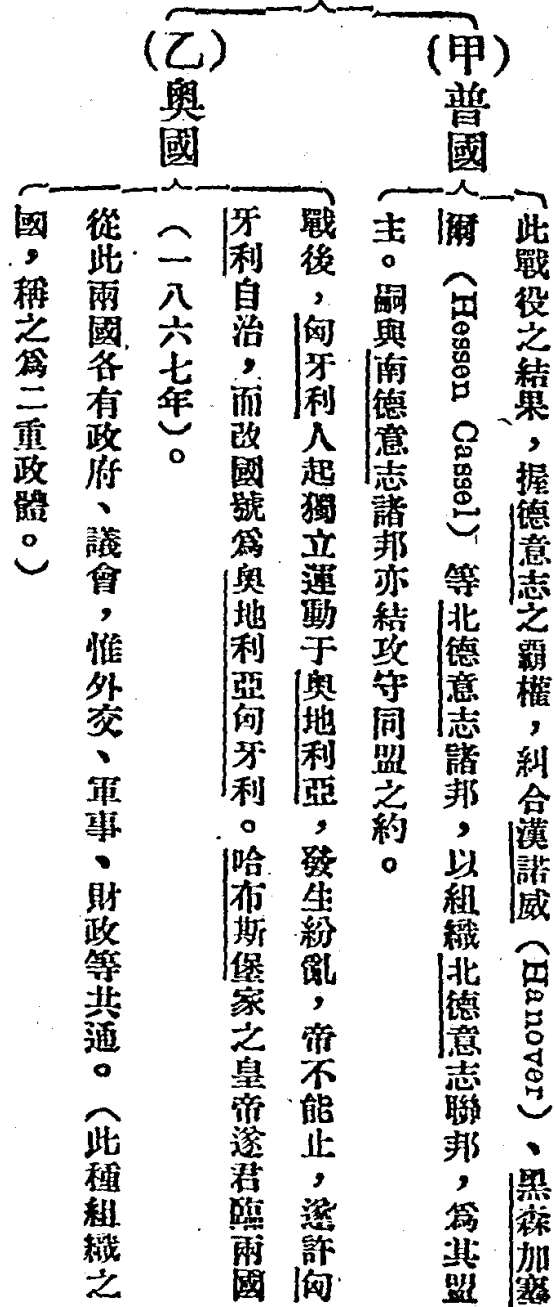 (甲)普國
此戰役之結果，握德意志之霸權，糾合漢諾威（Hanover）、黑森加塞
爾（Hessen Cassel）等北德意志諸邦，以組織北德意志聯邦，爲其盟
主。嗣與南德意志諸邦亦結攻守同盟之約。
(乙)奧國
戰後，匈牙利人起獨立運動于奧地利亞，發生紛亂，帝不能止，遂許匈
牙利自治，而改國號爲奧地利亞匈牙利。哈布斯堡家之皇帝遂君臨兩國
（一八六七年）。
從此兩國各有政府、議會，惟外交、軍事、財政等共通。（此種組織之
國，稱之爲二重政體。）